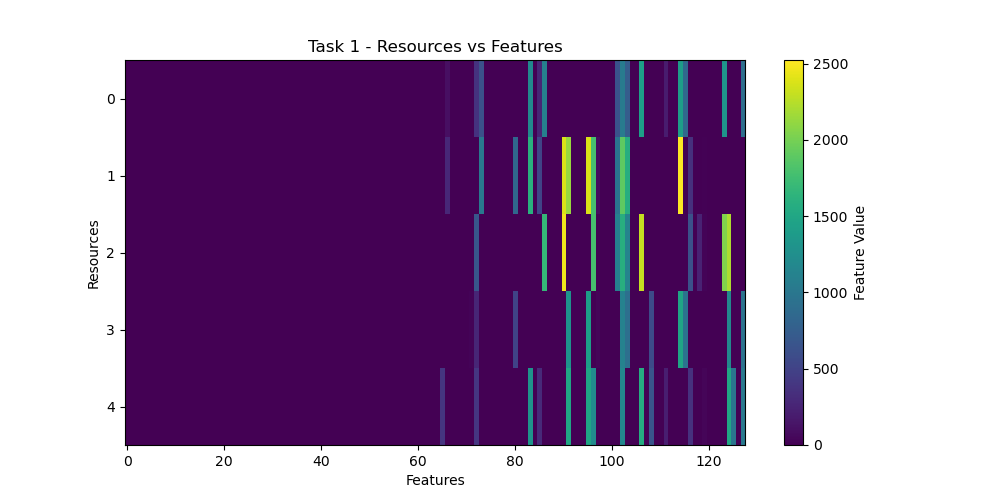 Task 1 - Resources vs Features
Resources
0
1
2
3
4
0 20 40 60 80 100 120
Features
2500
2000
1500
1000
500
0
Feature Value